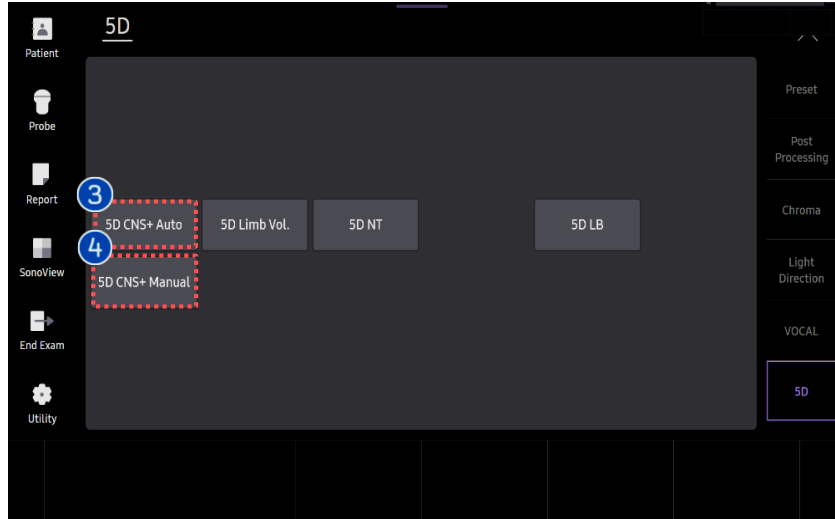 5D
Patient
Probe
Report
SonoView
End Exam
Utility
3
5D CNS+ Auto
5D Limb Vol.
5D NT
5D LB
4
5D CNS+ Manual
Preset
Post
Processing
Chroma
Light
Direction
VOCAL
5D